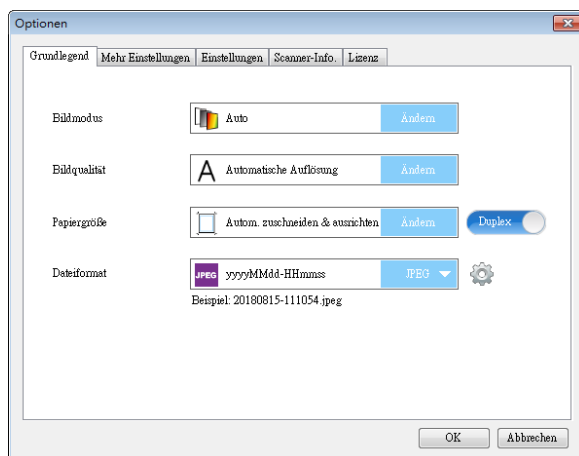 Optionen
Grundlegend Mehr Einstellungen Einstellungen Scanner-Info. Lizenz
Bildmodus Auto Ändern
Bildqualität A Automatische Auflösung Ändern
Papiergröße Autom. zuschneiden & ausrichten Ändern Duplex
Dateiformat JPEG yyyyMMdd-HHmmss JPEG
Beispiel: 20180815-111054.jpeg
OK Abbrechen